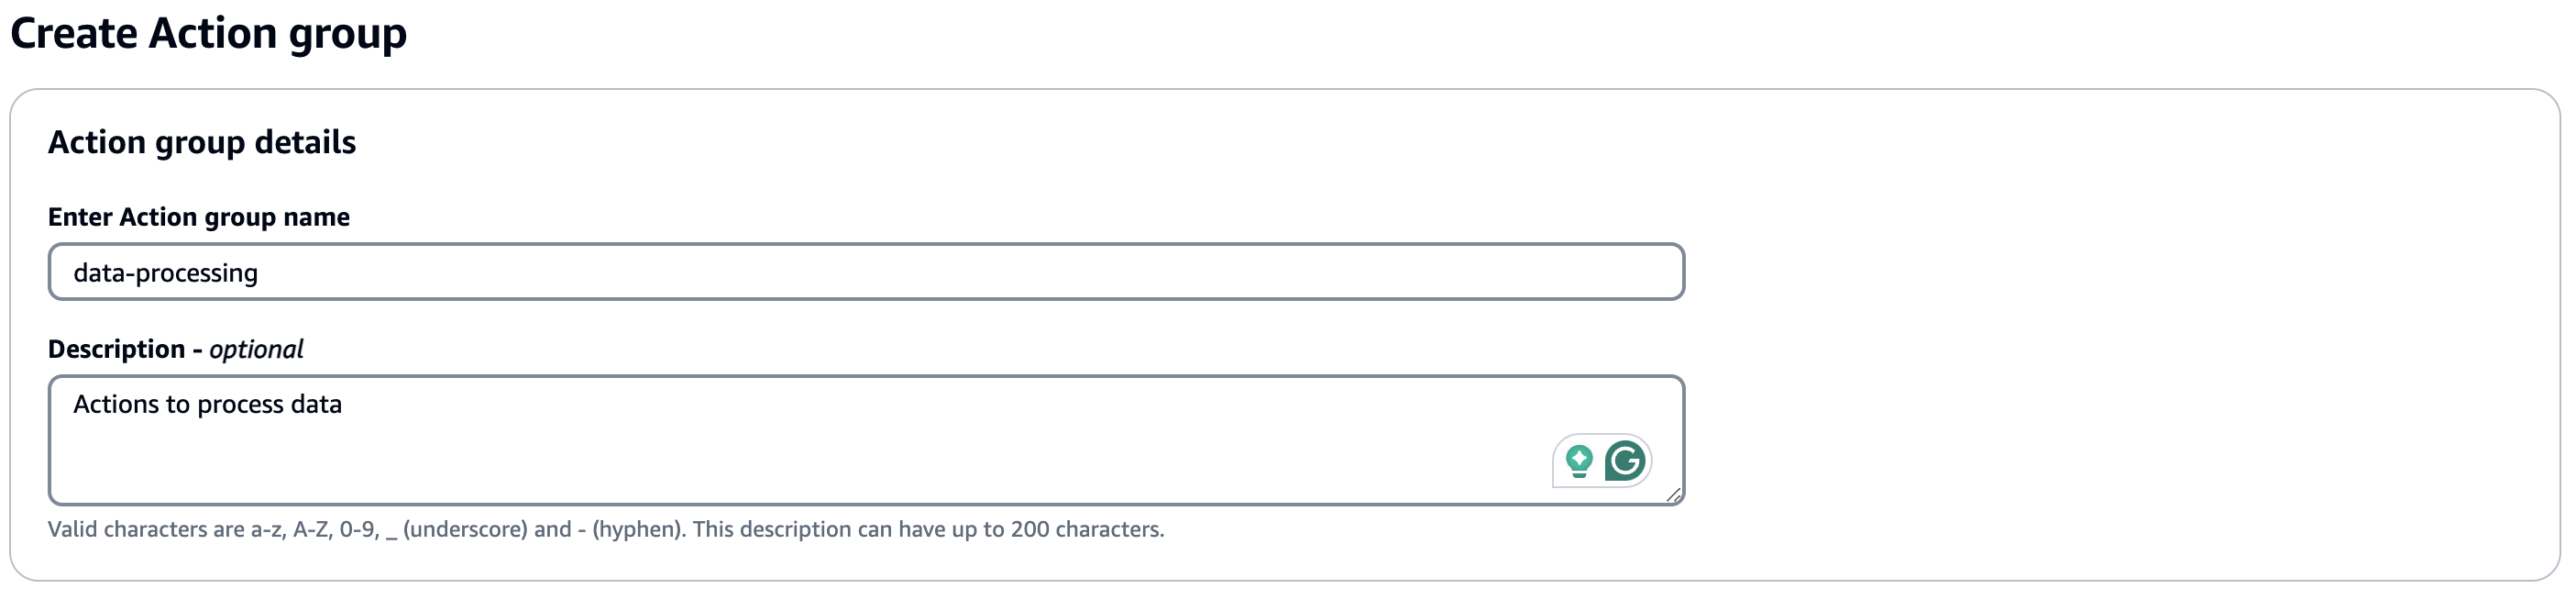 Create Action group
Action group details
Enter Action group name
data-processing
Description - optional
Actions to process data
Valid characters are a-z, A-Z, 0-9, _ (underscore) and - (hyphen). This description can have up to 200 characters.